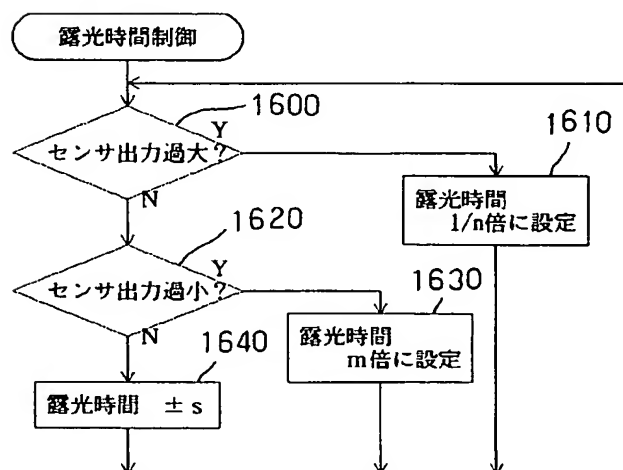 露光時間制御
1600
Y
センサ出力過大?
N
1610
露光時間
1/n倍に設定
1620
Y
センサ出力過小?
N
1630
露光時間
m倍に設定
1640
露光時間 ±s